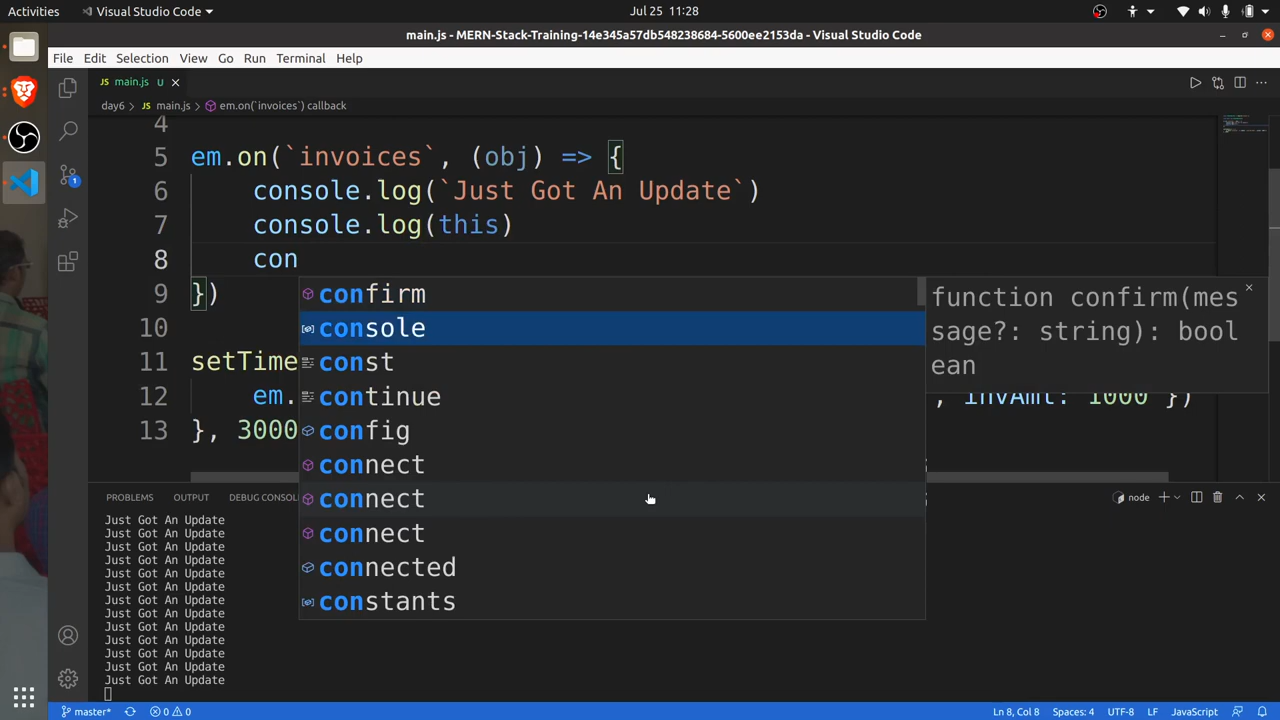 Activities
Visual Studio Code
Jul 25 11:28
main.js - MERN-Stack-Training-14e345a57db548238684-5600ee2153da - Visual Studio Code
File Edit Selection View Go Run Terminal Help
main.js U
day6 > main.js > em.on(`invoices`) callback
4
5 em.on(`invoices`, (obj) => {
6 console.log(`Just Got An Update`)
7 console.log(this)
8 con
9 })
10
11 setTime
12 em. , invAmt: 1000 })
13 }, 3000
confirm
console
const
continue
config
connect
connect
connect
connected
constants
function confirm(mes
sage?: string): bool
ean
1
PROBLEMS OUTPUT DEBUG CONSOL
node
Just Got An Update
Just Got An Update
Just Got An Update
Just Got An Update
Just Got An Update
Just Got An Update
Just Got An Update
Just Got An Update
Just Got An Update
Just Got An Update
Just Got An Update
Just Got An Update
Just Got An Update
master* 0 0 Ln 8, Col 8 Spaces: 4 UTF-8 LF JavaScript